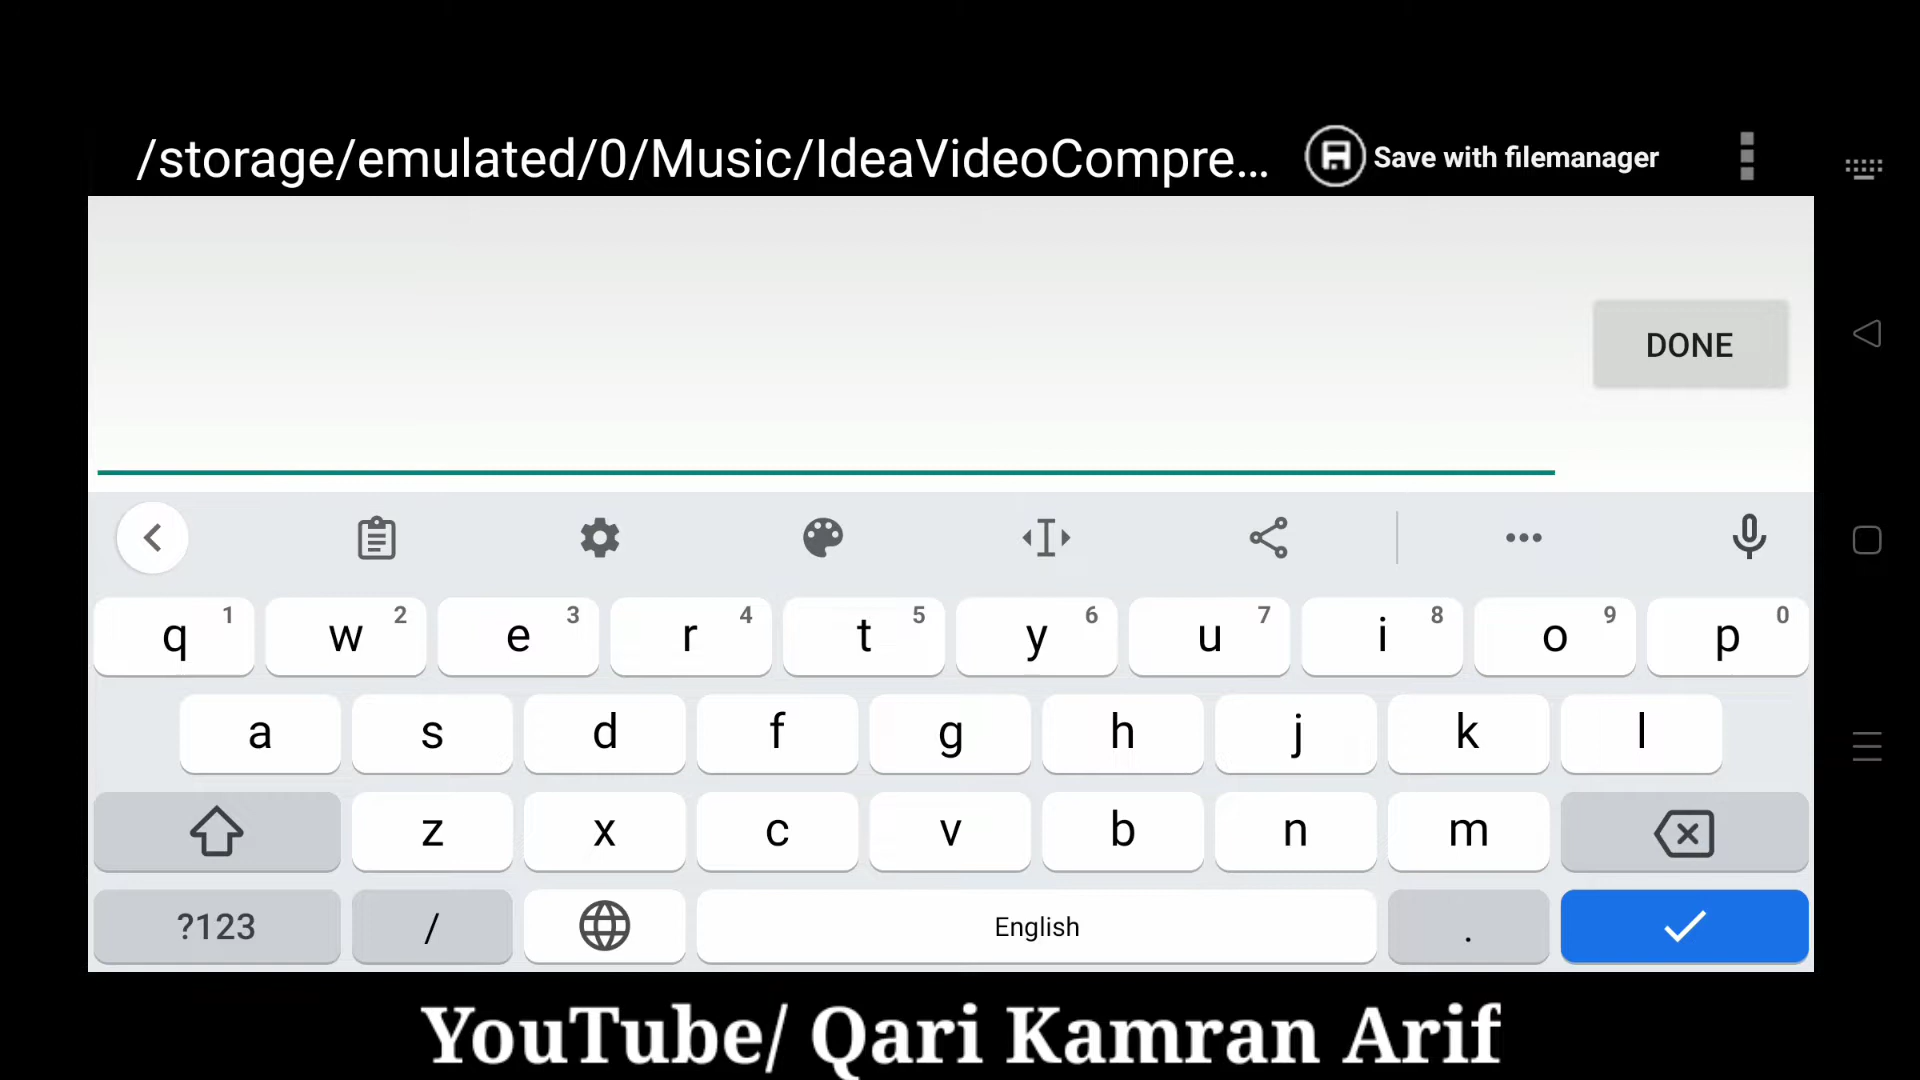 /storage/emulated/0/Music/IdeaVideoCompre... Save with filemanager
DONE
q 1 w 2 e 3 r 4 t 5 y 6 u 7 i 8 o 9 p 0
a s d f g h j k l
z x c v b n m
?123 / English .
YouTube/ Qari Kamran Arif